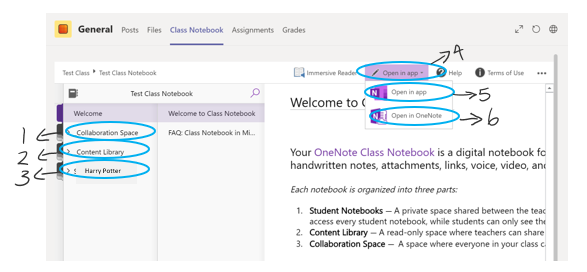 General Posts Files Class Notebook Assignments Grades
4
Test Class Test Class Notebook
Immersive Reader Open in app Help Terms of Use
Test Class Notebook
N Open in app
5
Welcome
Welcome to Class Notebook
Welcome to C
N Open in OneNote
6
1
Collaboration Space
FAQ: Class Notebook in Mi...
2
Content Library
Your OneNote Class Notebook is a digital notebook fo
handwritten notes, attachments, links, voice, video, and
3
Harry Potter
Each notebook is organized into three parts:
1. Student Notebooks — A private space shared between the teac
access every student notebook, while students can only see the
2. Content Library — A read-only space where teachers can share
3. Collaboration Space — A space where everyone in your class c